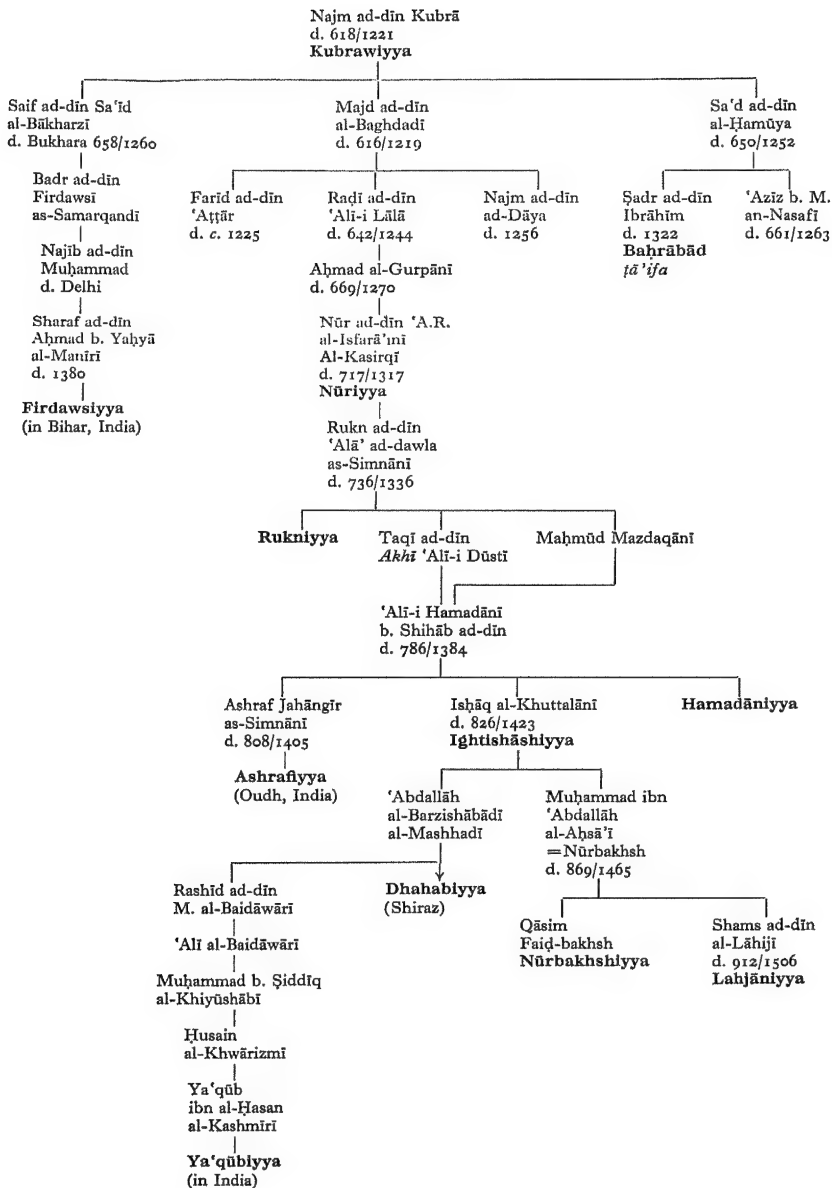 Najm ad-dīn Kubrā
d. 618/1221
Kubrawiyya
Saif ad-dīn Sa'īd
al-Bākharzī
d. Bukhara 658/1260
Majd ad-dīn
al-Baghdadī
d. 616/1219
Sa'd ad-dīn
al-Ḥamūya
d. 650/1252
Badr ad-dīn
Firdawsī
as-Samarqandī
Farīd ad-dīn
'Aṭṭār
d. c. 1225
Raḍī ad-dīn
'Alī-i Lālā
d. 642/1244
Najm ad-dīn
ad-Dāya
d. 1256
Ṣadr ad-dīn
Ibrāhīm
d. 1322
Baḥrābād
ṭā'ifa
'Azīz b. M.
an-Nasafī
d. 661/1263
Najīb ad-dīn
Muḥammad
d. Delhi
Aḥmad al-Gurpānī
d. 669/1270
Sharaf ad-dīn
Aḥmad b. Yaḥyā
al-Manīrī
d. 1380
Nūr ad-dīn 'A.R.
al-Isfarā'inī
Al-Kasirqī
d. 717/1317
Nūriyya
Firdawsiyya
(in Bihar, India)
Rukn ad-dīn
'Alā' ad-dawla
as-Simnānī
d. 736/1336
Rukniyya
Taqī ad-dīn
Akhī 'Alī-i Dūstī
Maḥmūd Mazdaqānī
'Alī-i Hamadānī
b. Shihāb ad-dīn
d. 786/1384
Ashraf Jahāngīr
as-Simnānī
d. 808/1405
Isḥāq al-Khuttalānī
d. 826/1423
Ightishāshiyya
Hamadāniyya
Ashrafiyya
(Oudh, India)
'Abdallāh
al-Barzishābādī
al-Mashhadī
Muḥammad ibn
'Abdallāh
al-Aḥsā'ī
=Nūrbakhsh
d. 869/1465
Rashīd ad-dīn
M. al-Baidāwārī
Dhahabiyya
(Shiraz)
Qāsim
Faiḍ-bakhsh
Nūrbakhshiyya
Shams ad-dīn
al-Lāhijī
d. 912/1506
Lahjāniyya
'Alī al-Baidāwārī
Muḥammad b. Ṣiddīq
al-Khiyūshābī
Ḥusain
al-Khwārizmī
Ya'qūb
ibn al-Ḥasan
al-Kashmīrī
Ya'qūbiyya
(in India)